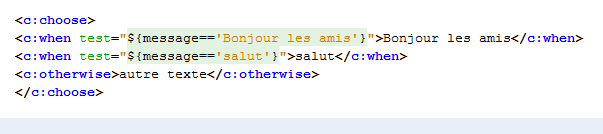 <c:choose>
<c:when test="${message=='Bonjour les amis'}">Bonjour les amis</c:when>
<c:when test="${message=='salut'}">salut</c:when>
<c:otherwise>autre texte</c:otherwise>
</c:choose>